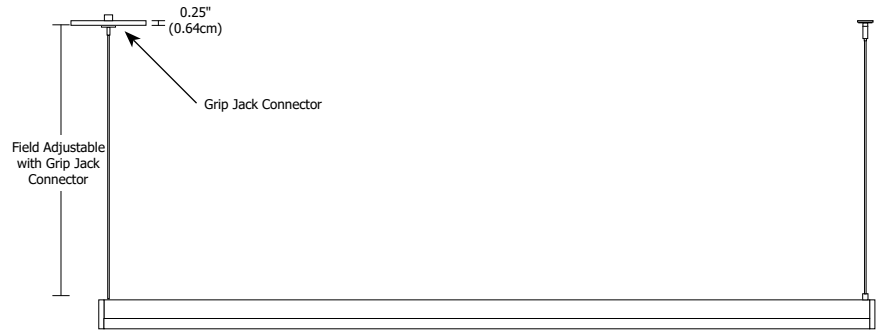 0.25"
(0.64cm)
Grip Jack Connector
Field Adjustable
with Grip Jack
Connector